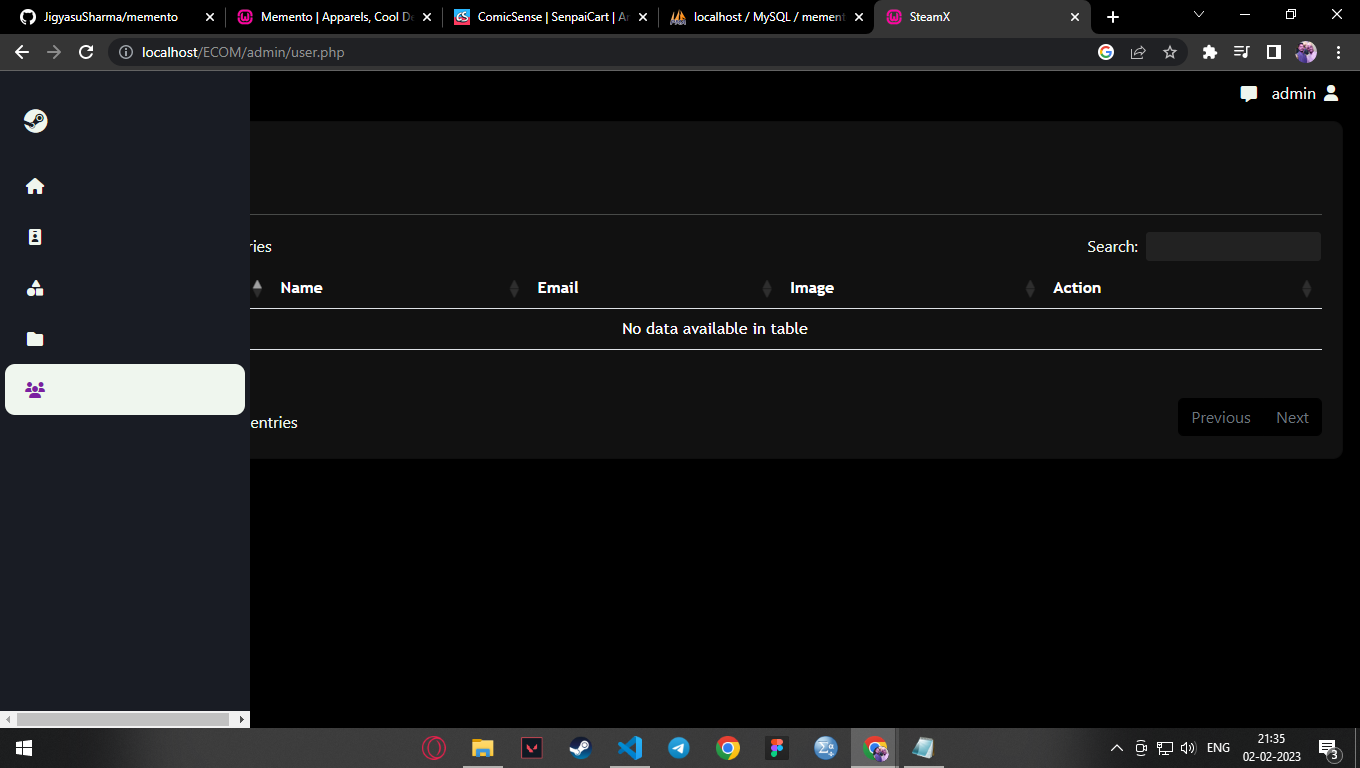 JigyasuSharma/memento
Memento | Apparels, Cool De
ComicSense | SenpaiCart | Ar
localhost / MySQL / mement
SteamX
localhost/ECOM/admin/user.php
admin
ries
Search:
Name
Email
Image
Action
No data available in table
entries
Previous
Next
ENG
21:35
02-02-2023
3